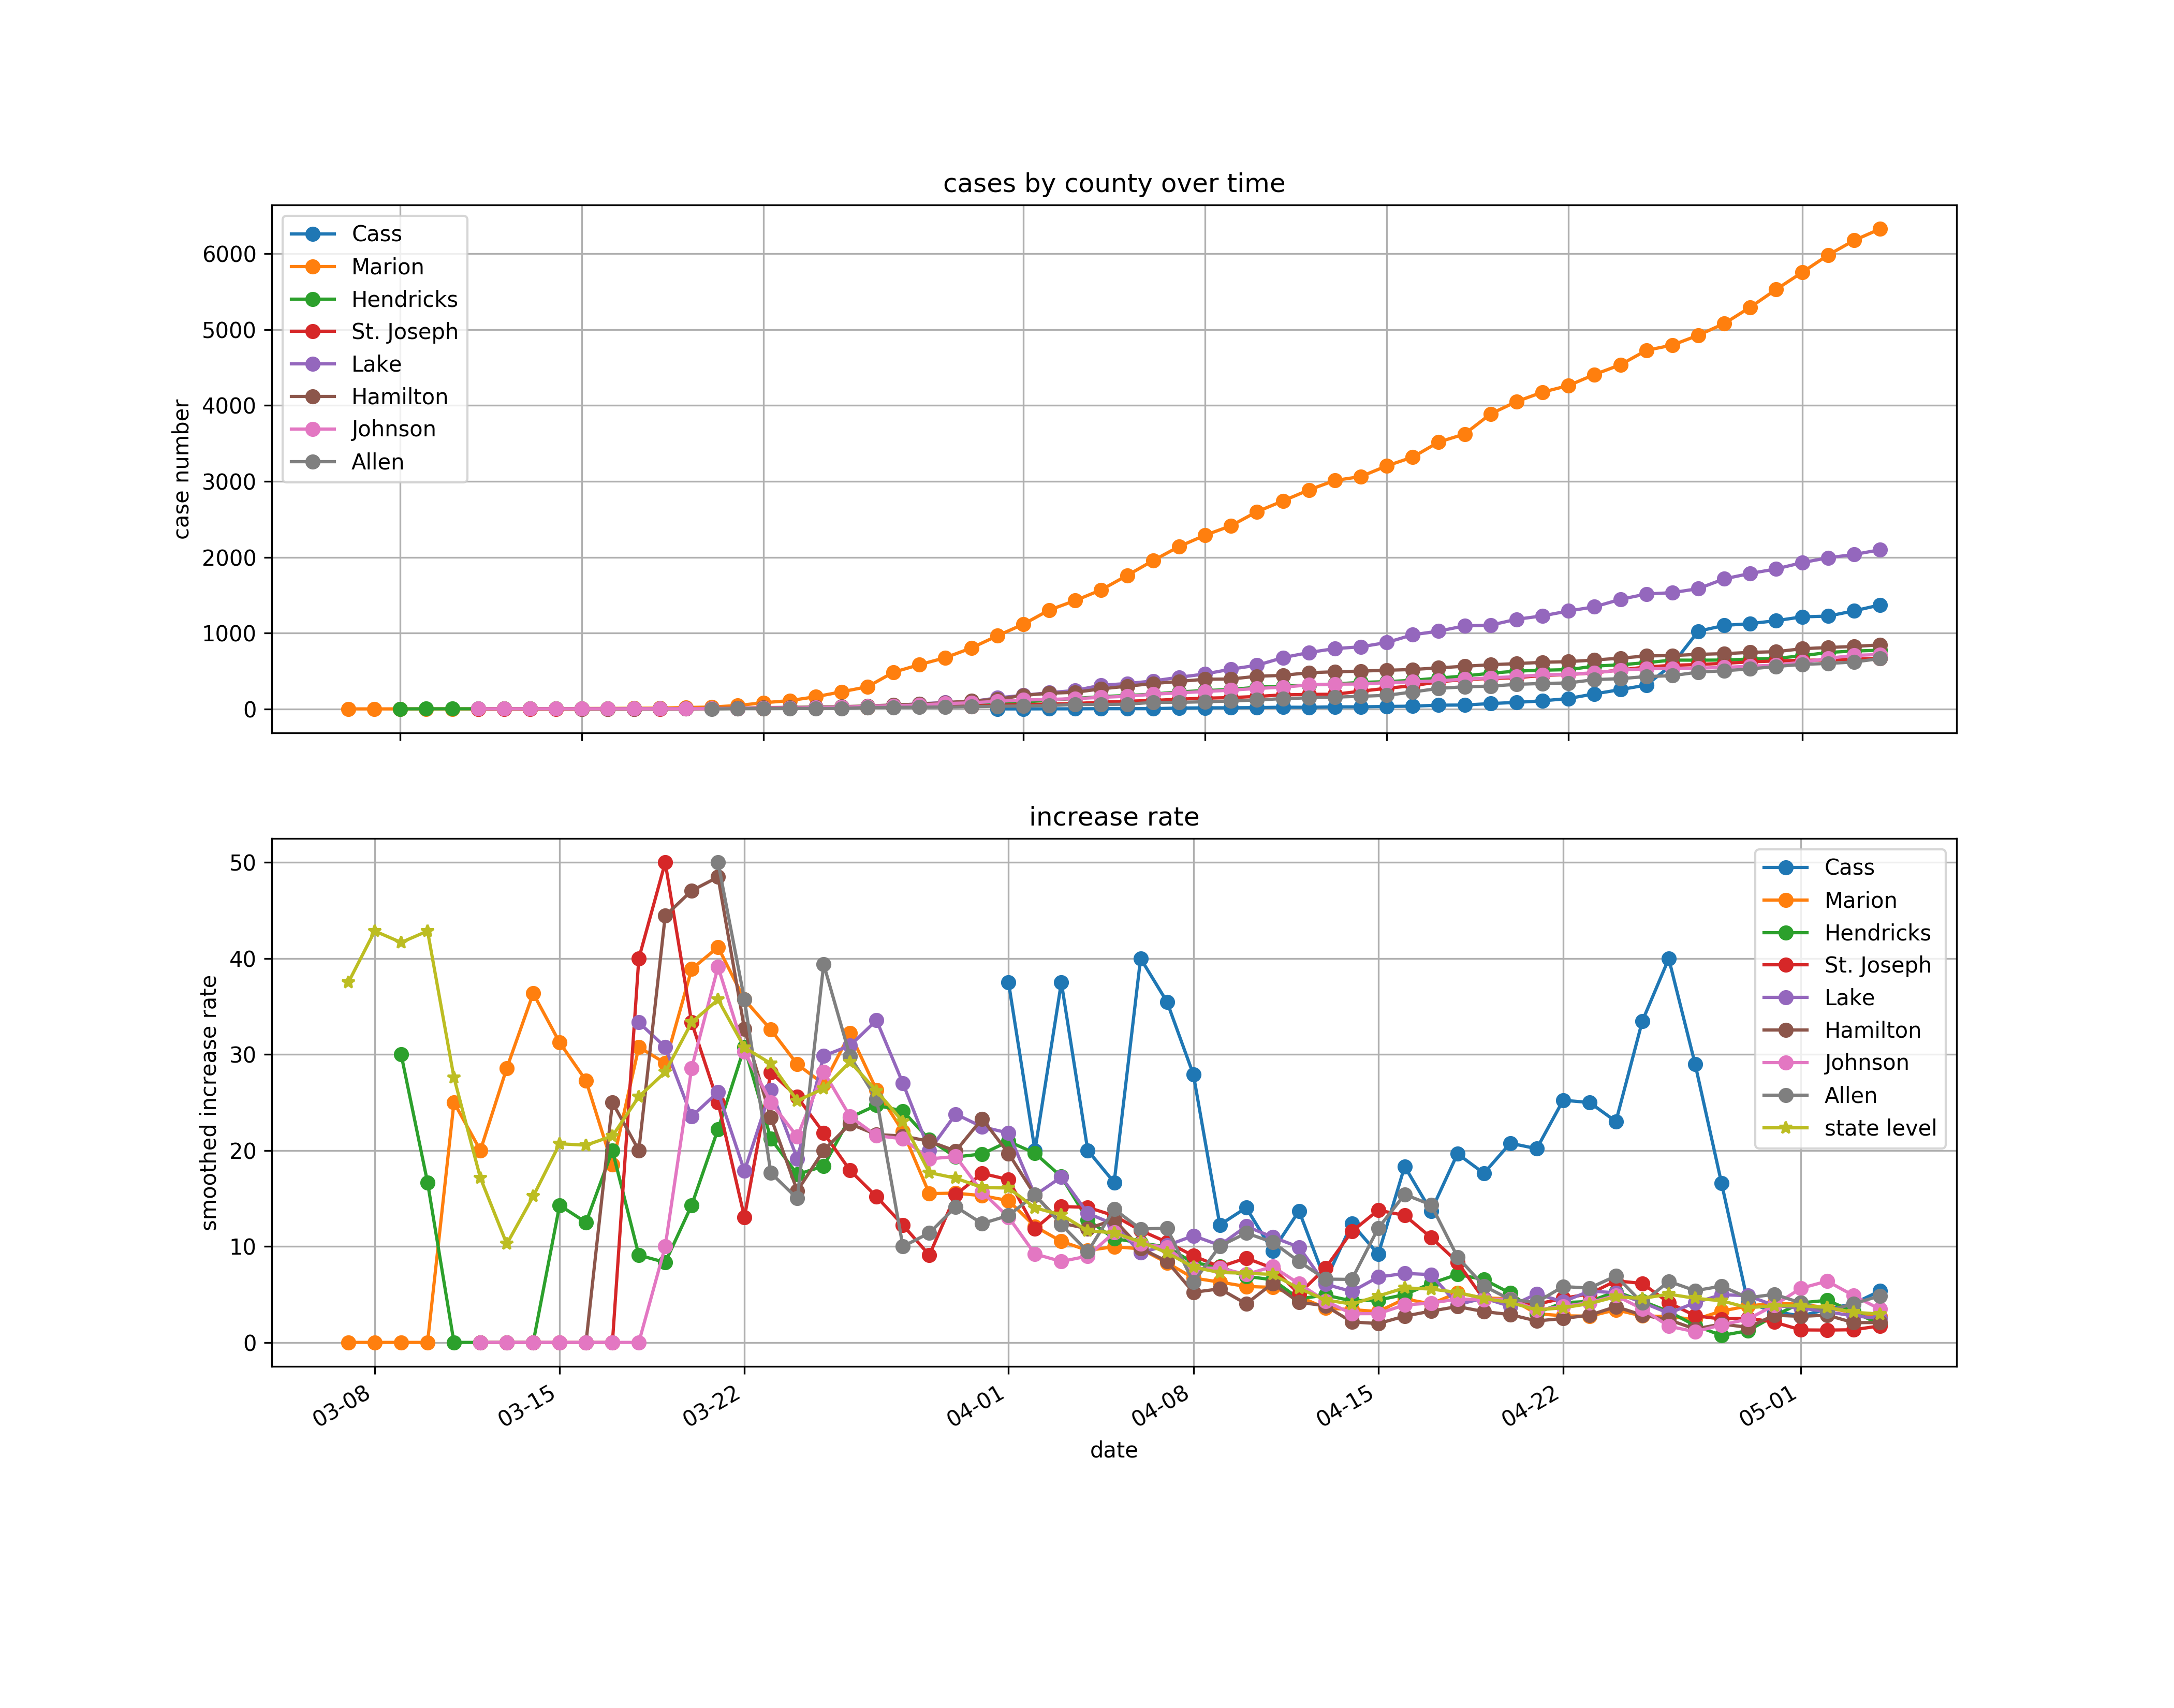 cases by county over time
case number
6000
5000
4000
3000
2000
1000
0
Cass
Marion
Hendricks
St. Joseph
Lake
Hamilton
Johnson
Allen
increase rate
smoothed increase rate
50
40
30
20
10
0
Cass
Marion
Hendricks
St. Joseph
Lake
Hamilton
Johnson
Allen
state level
03-08
03-15
03-22
04-01
04-08
04-15
04-22
05-01
date